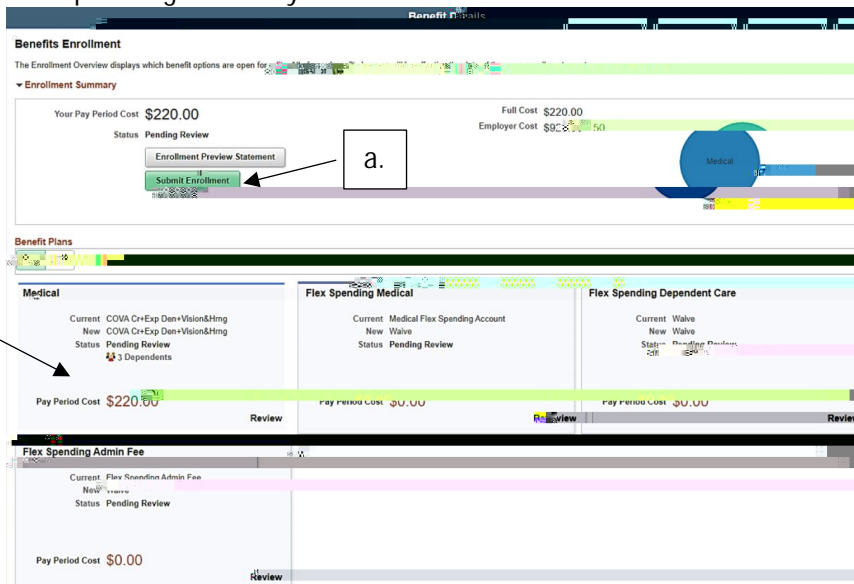 Benefit Details
Benefits Enrollment
The Enrollment Overview displays which benefit options are open for
Enrollment Summary
Your Pay Period Cost $220.00
Full Cost $220.00
Employer Cost
Status Pending Review
Enrollment Preview Statement
a.
Medical
Submit Enrollment
Benefit Plans
Medical
Flex Spending Medical
Flex Spending Dependent Care
Current COVA Cr+Exp Den+Vision&Hrng
Current Medical Flex Spending Account
Current Waive
New COVA Cr+Exp Den+Vision&Hrng
New Waive
New Waive
Status Pending Review
Status Pending Review
Status Pending Review
3 Dependents
Pay Period Cost $220.00
Pay Period Cost $0.00
Pay Period Cost $0.00
Review
Review
Review
Flex Spending Admin Fee
Current Flex Spending Admin Fee
New Waive
Status Pending Review
Pay Period Cost $0.00
Review